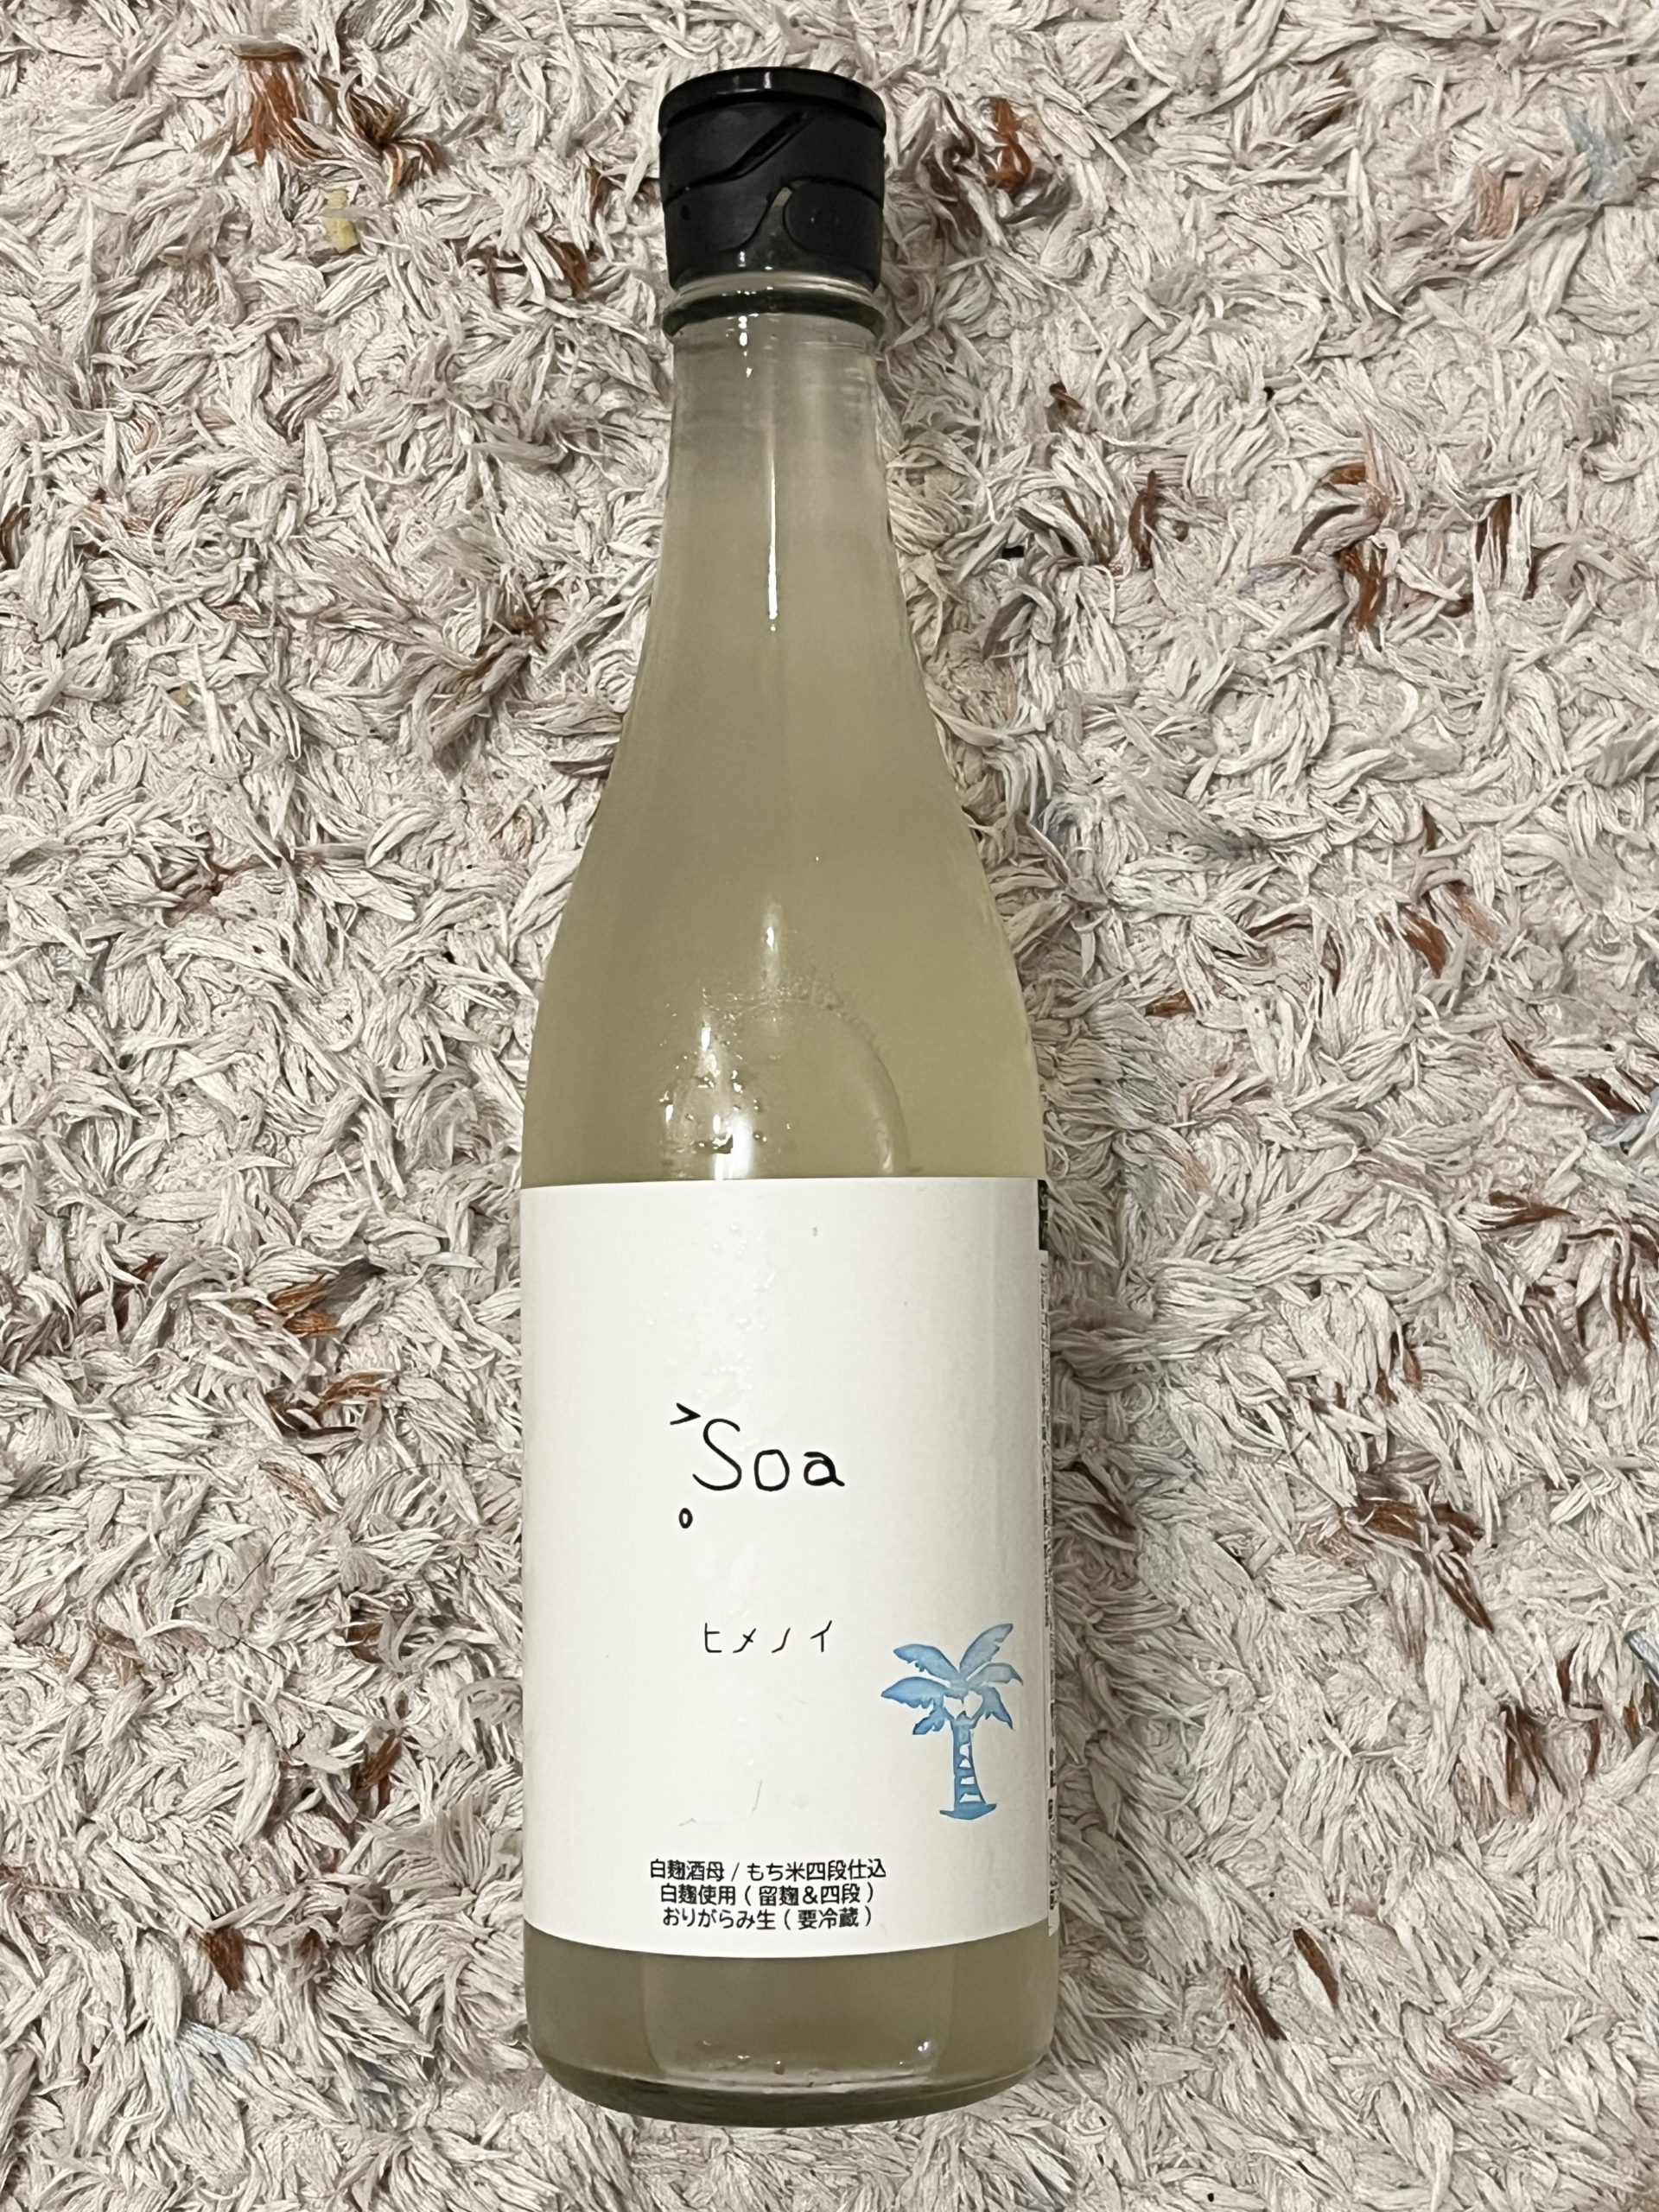 Soa
ヒメノイ
白麹酒母 / もち米四段仕込
白麹使用 ( 留麹&四段 )
おりがらみ生 ( 要冷蔵 )